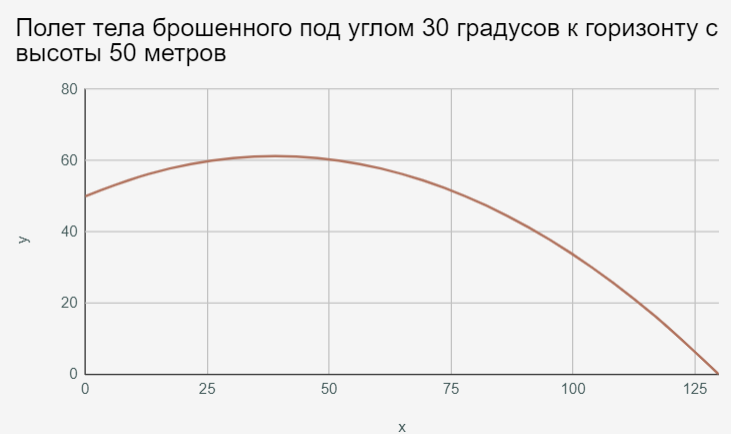 Полет тела брошенного под углом 30 градусов к горизонту с
высоты 50 метров
80
60
40
20
0
y
0 25 50 75 100 125
x